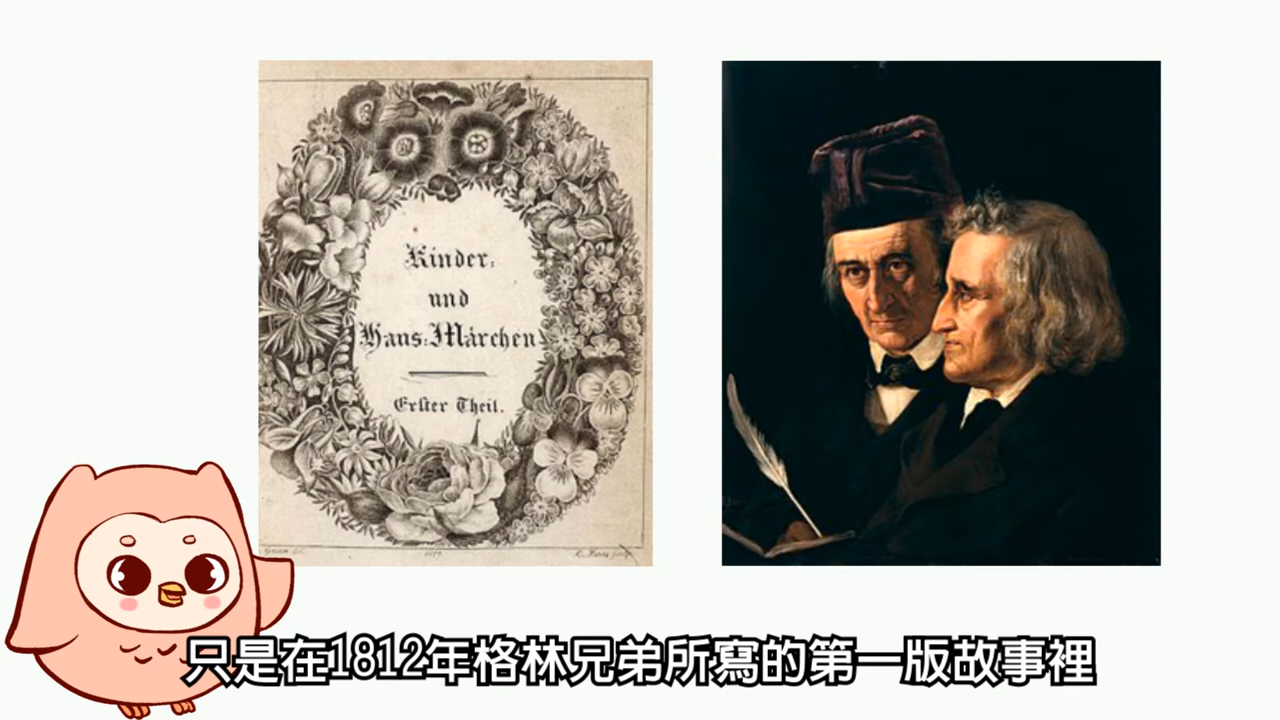 Kinder-
und
Haus-Märchen
Erster Theil.
只是在1812年格林兄弟所寫的第一版故事裡